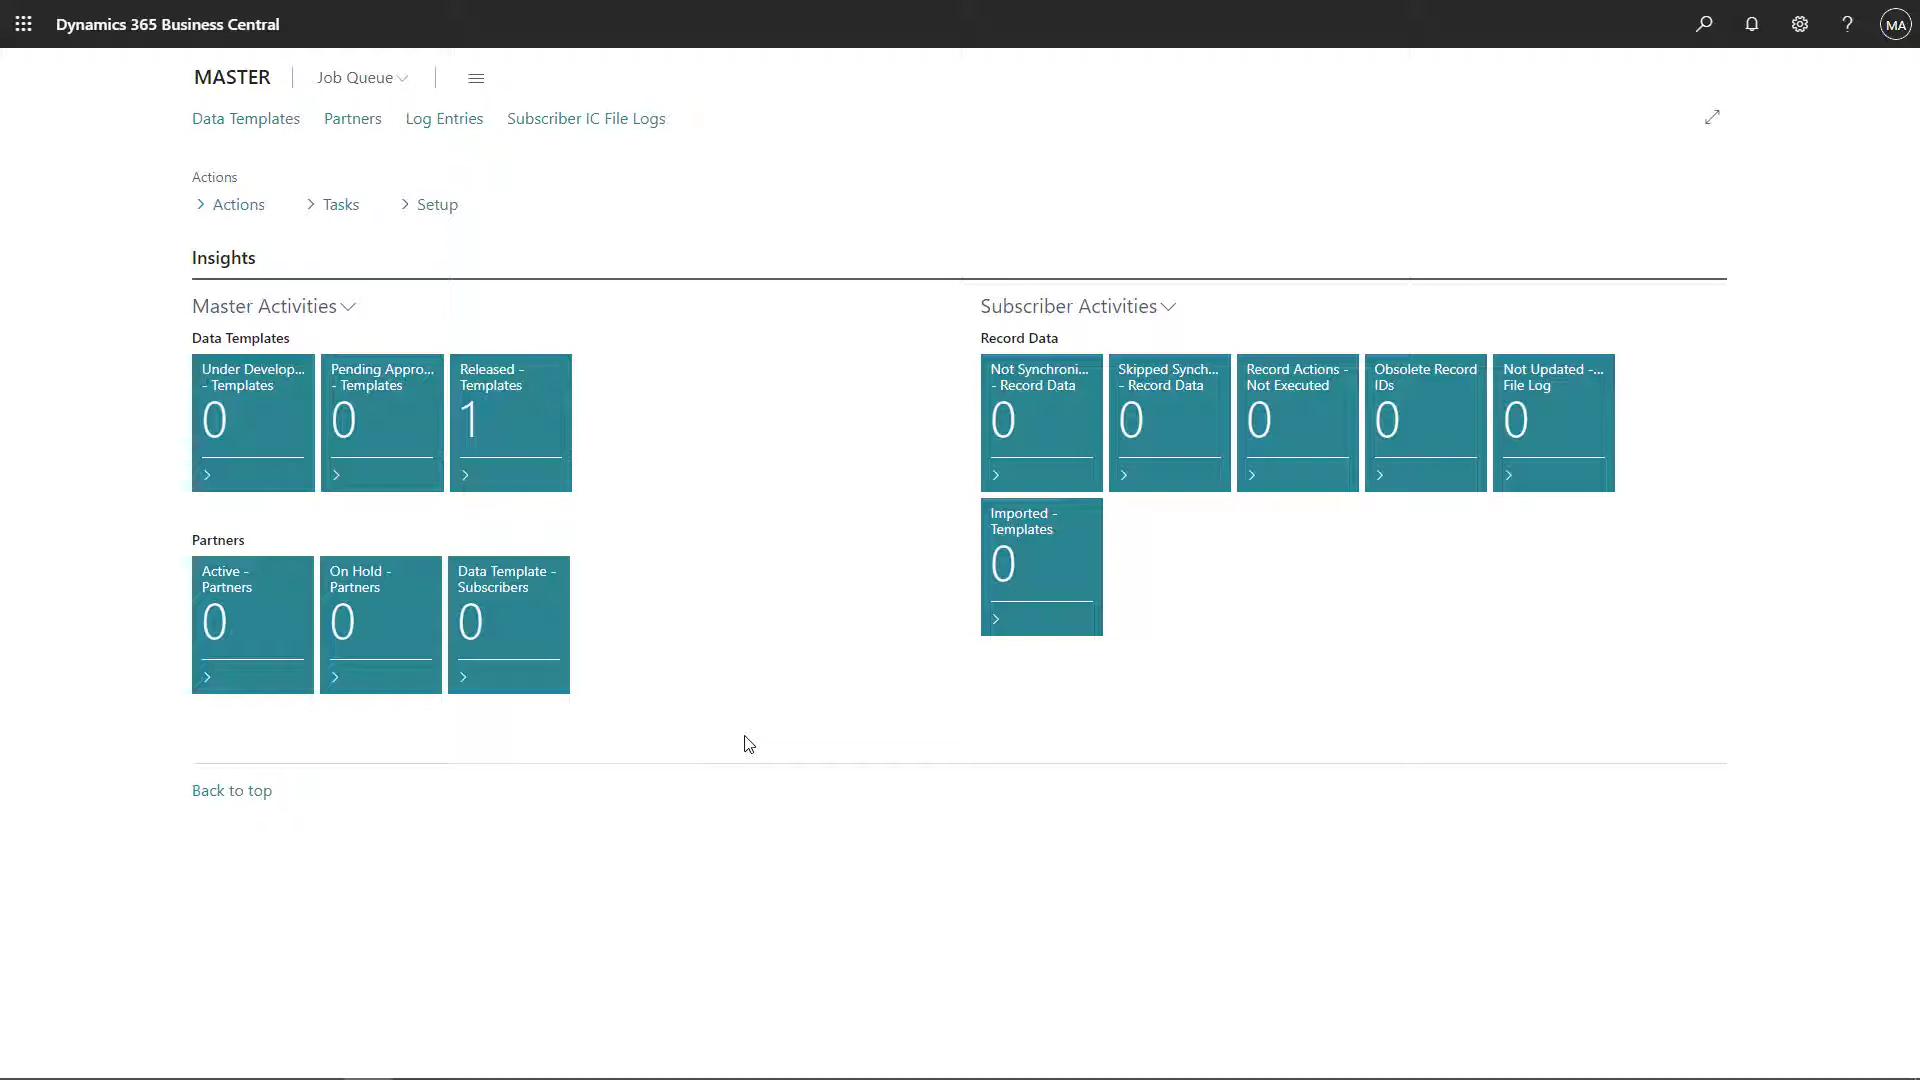 Dynamics 365 Business Central
MA
MASTER
Job Queue
Data Templates
Partners
Log Entries
Subscriber IC File Logs
Actions
Actions
Tasks
Setup
Insights
Master Activities
Data Templates
Under Develop...
- Templates
0
Pending Appro...
- Templates
0
Released -
Templates
1
Partners
Active -
Partners
0
On Hold -
Partners
0
Data Template -
Subscribers
0
Subscriber Activities
Record Data
Not Synchroni...
- Record Data
0
Skipped Synch...
- Record Data
0
Record Actions -
Not Executed
0
Obsolete Record
IDs
0
Not Updated -...
File Log
0
Imported -
Templates
0
Back to top